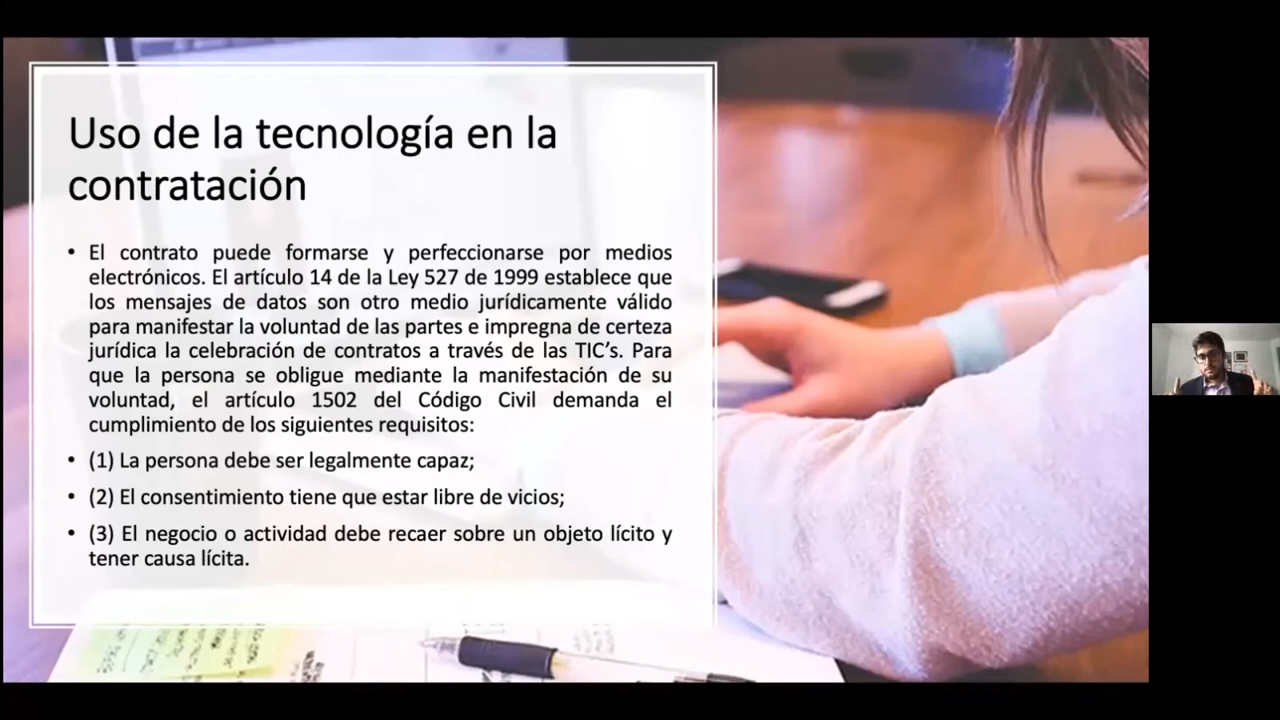 Uso de la tecnología en la
contratación
• El contrato puede formarse y perfeccionarse por medios
electrónicos. El artículo 14 de la Ley 527 de 1999 establece que
los mensajes de datos son otro medio jurídicamente válido
para manifestar la voluntad de las partes e impregna de certeza
jurídica la celebración de contratos a través de las TIC’s. Para
que la persona se obligue mediante la manifestación de su
voluntad, el artículo 1502 del Código Civil demanda el
cumplimiento de los siguientes requisitos:
• (1) La persona debe ser legalmente capaz;
• (2) El consentimiento tiene que estar libre de vicios;
• (3) El negocio o actividad debe recaer sobre un objeto lícito y
tener causa lícita.